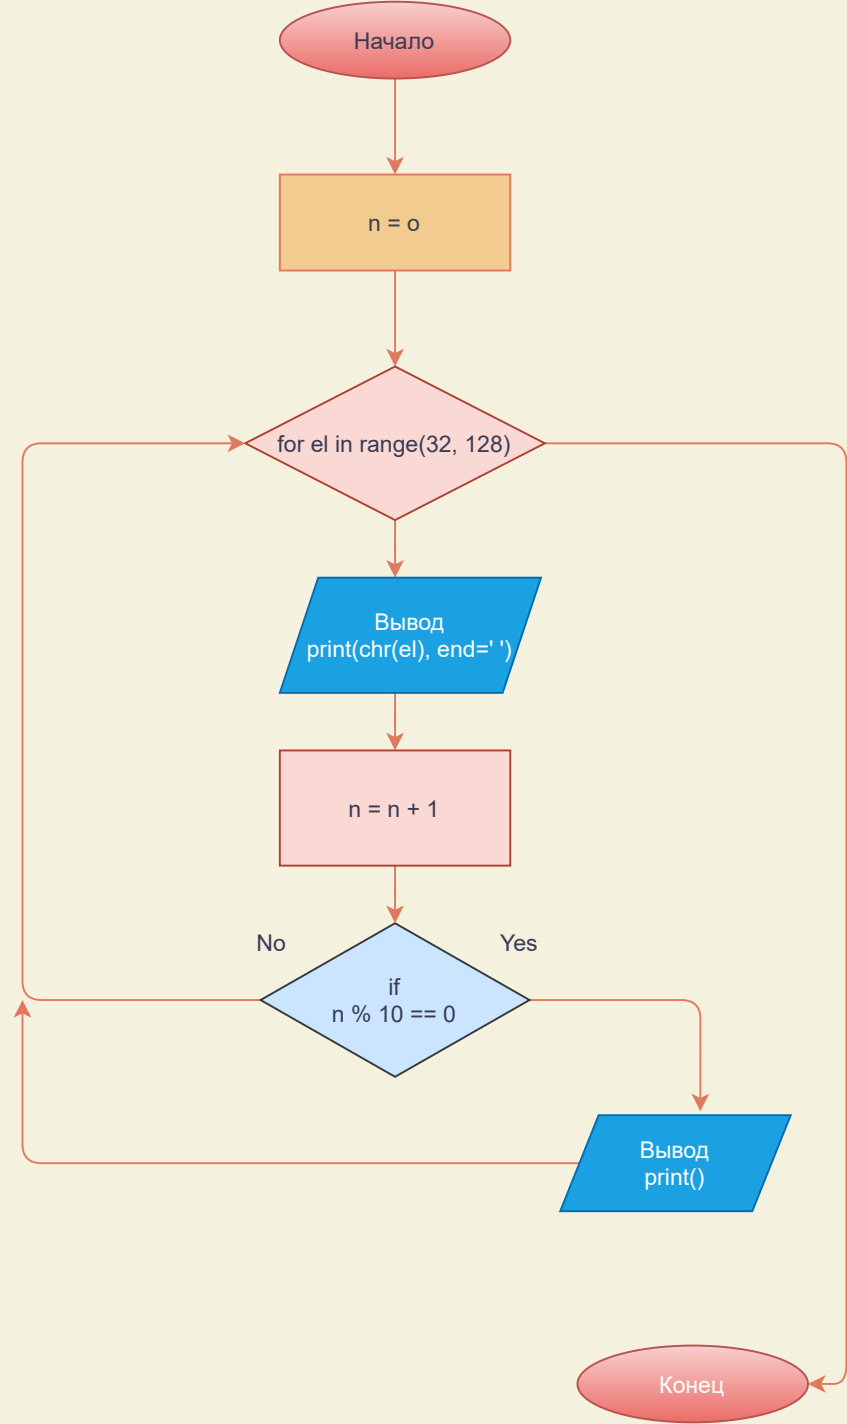 Начало
n = o
for el in range(32, 128)
Вывод
print(chr(el), end=' ')
n = n + 1
No
Yes
if
n % 10 == 0
Вывод
print()
Конец